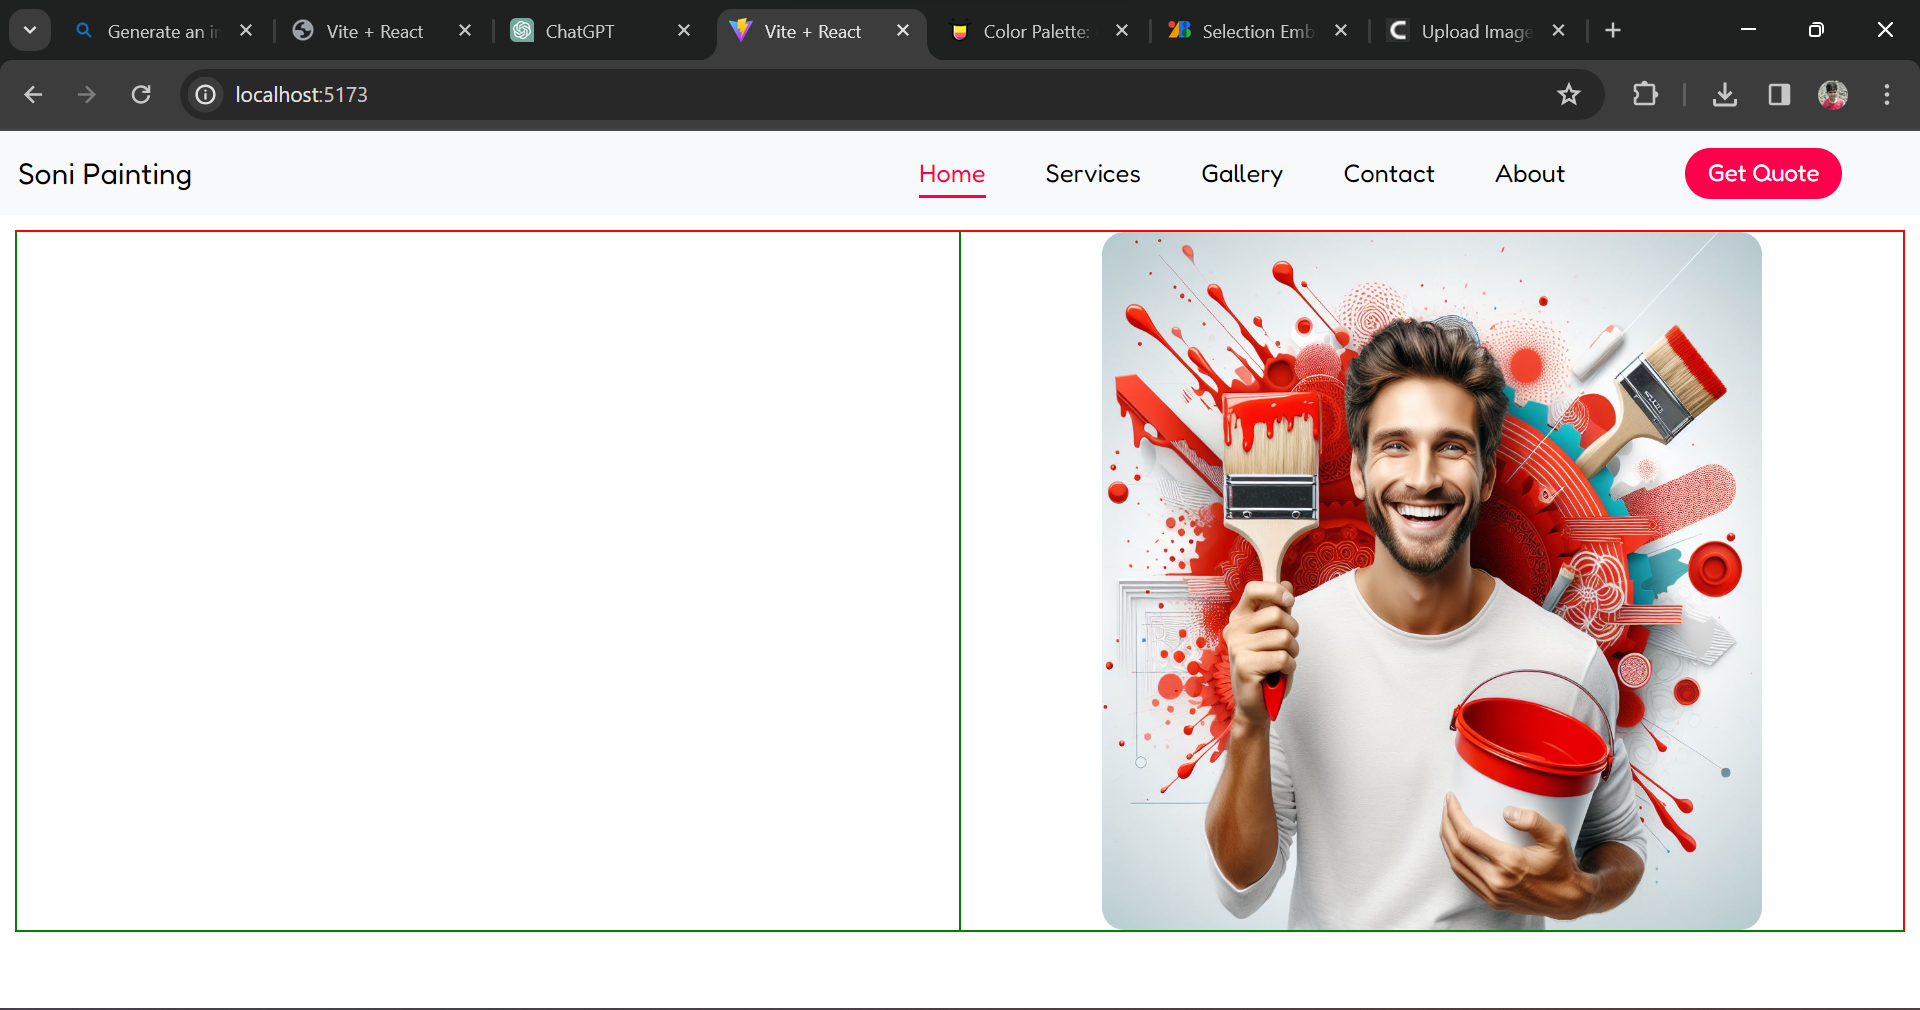 Generate an in
Vite + React
ChatGPT
Vite + React
Color Palette:
Selection Emb
Upload Image
localhost:5173
Soni Painting
Home Services Gallery Contact About Get Quote